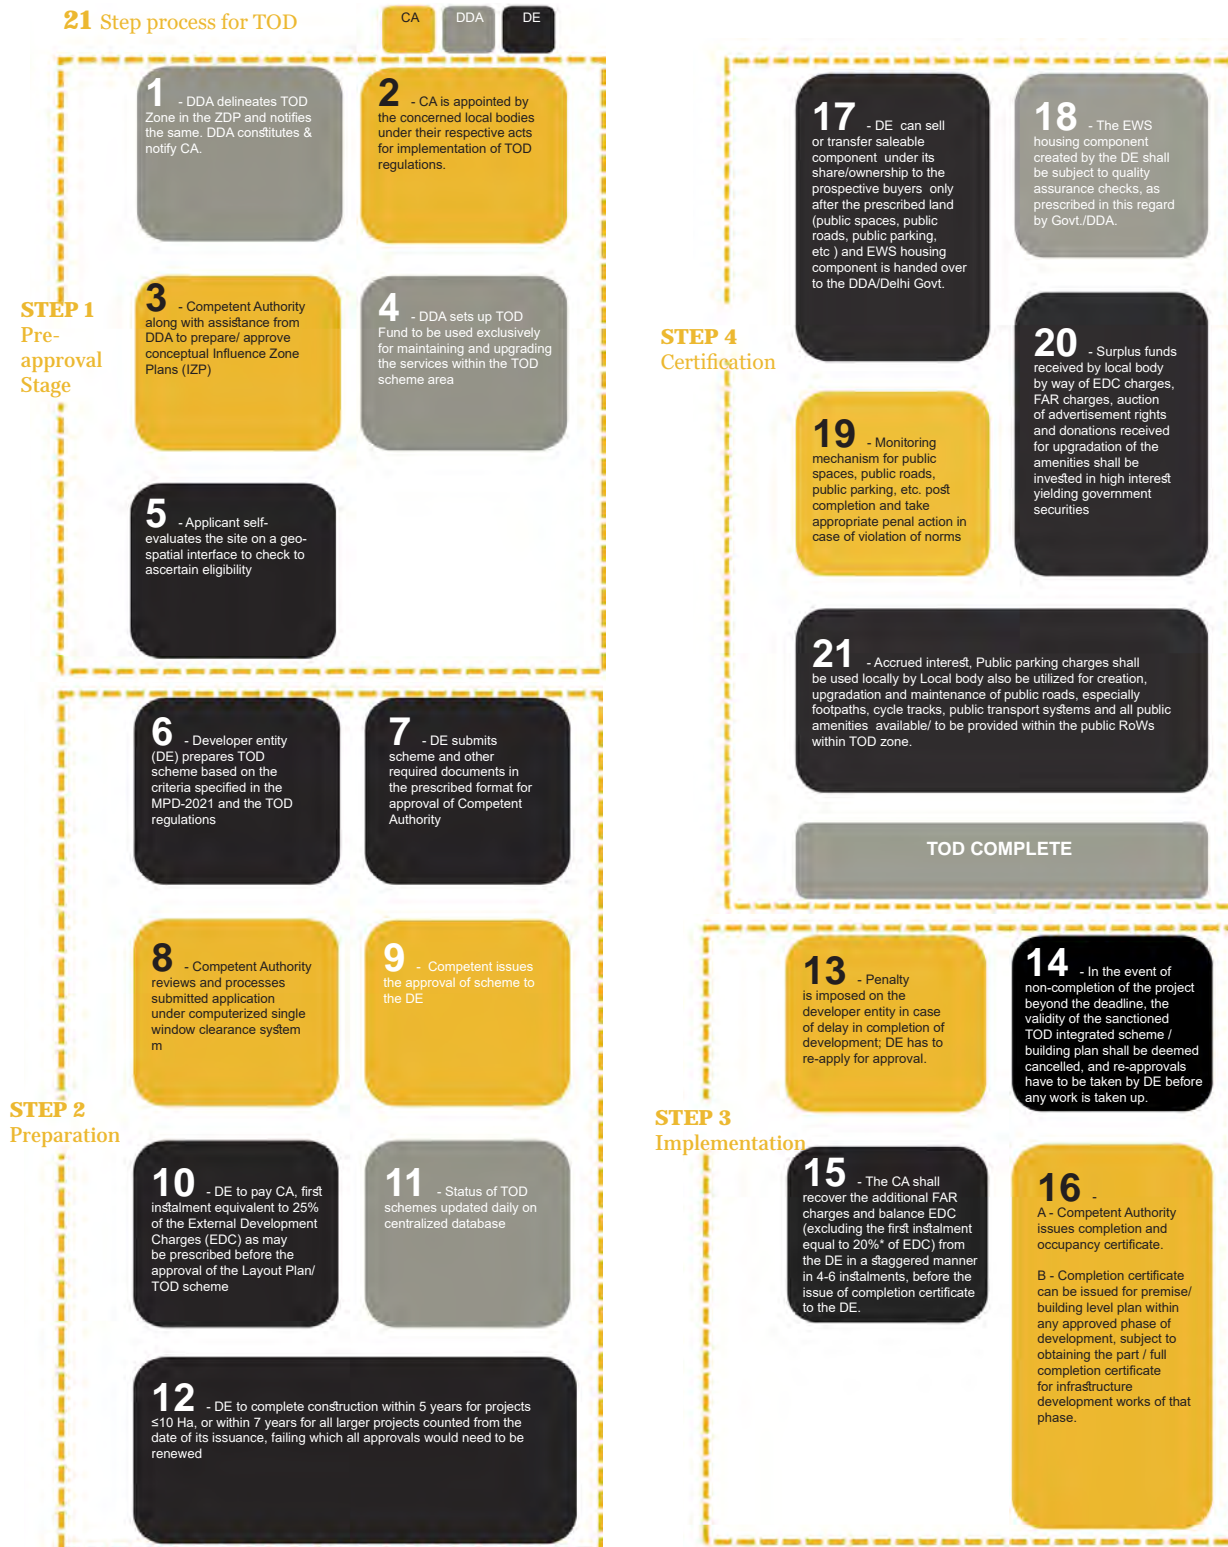 21 Step process for TOD
CA
DDA
DE
STEP 1
Pre-
approval
Stage
1 - DDA delineates TOD
Zone in the ZDP and notifies
the same. DDA constitutes &
notify CA.
2 - CA is appointed by
the concerned local bodies
under their respective acts
for implementation of TOD
regulations.
3 - Competent Authority
along with assistance from
DDA to prepare/ approve
conceptual Influence Zone
Plans (IZP)
4 - DDA sets up TOD
Fund to be used exclusively
for maintaining and upgrading
the services within the TOD
scheme area
5 - Applicant self-
evaluates the site on a geo-
spatial interface to check to
ascertain eligibility
STEP 2
Preparation
6 - Developer entity
(DE) prepares TOD
scheme based on the
criteria specified in the
MPD-2021 and the TOD
regulations
7 - DE submits
scheme and other
required documents in
the prescribed format for
approval of Competent
Authority
8 - Competent Authority
reviews and processes
submitted application
under computerized single
window clearance system
m
9 - Competent issues
the approval of scheme to
the DE
10 - DE to pay CA, first
instalment equivalent to 25%
of the External Development
Charges (EDC) as may
be prescribed before the
approval of the Layout Plan/
TOD scheme
11 - Status of TOD
schemes updated daily on
centralized database
12 - DE to complete construction within 5 years for projects
≤10 Ha, or within 7 years for all larger projects counted from the
date of its issuance, failing which all approvals would need to be
renewed
STEP 4
Certification
17 - DE can sell
or transfer saleable
component under its
share/ownership to the
prospective buyers only
after the prescribed land
(public spaces, public
roads, public parking,
etc ) and EWS housing
component is handed over
to the DDA/Delhi Govt.
18 - The EWS
housing component
created by the DE shall
be subject to quality
assurance checks, as
prescribed in this regard
by Govt./DDA.
19 - Monitoring
mechanism for public
spaces, public roads,
public parking, etc. post
completion and take
appropriate penal action in
case of violation of norms
20 - Surplus funds
received by local body
by way of EDC charges,
FAR charges, auction
of advertisement rights
and donations received
for upgradation of the
amenities shall be
invested in high interest
yielding government
securities
21 - Accrued interest, Public parking charges shall
be used locally by Local body also be utilized for creation,
upgradation and maintenance of public roads, especially
footpaths, cycle tracks, public transport systems and all public
amenities available/ to be provided within the public RoWs
within TOD zone.
TOD COMPLETE
STEP 3
Implementation
13 - Penalty
is imposed on the
developer entity in case
of delay in completion of
development; DE has to
re-apply for approval.
14 - In the event of
non-completion of the project
beyond the deadline, the
validity of the sanctioned
TOD integrated scheme /
building plan shall be deemed
cancelled, and re-approvals
have to be taken by DE before
any work is taken up.
15 - The CA shall
recover the additional FAR
charges and balance EDC
(excluding the first instalment
equal to 20%* of EDC) from
the DE in a staggered manner
in 4-6 instalments, before the
issue of completion certificate
to the DE.
16 -
A - Competent Authority
issues completion and
occupancy certificate.
B - Completion certificate
can be issued for premise/
building level plan within
any approved phase of
development, subject to
obtaining the part / full
completion certificate
for infrastructure
development works of that
phase.